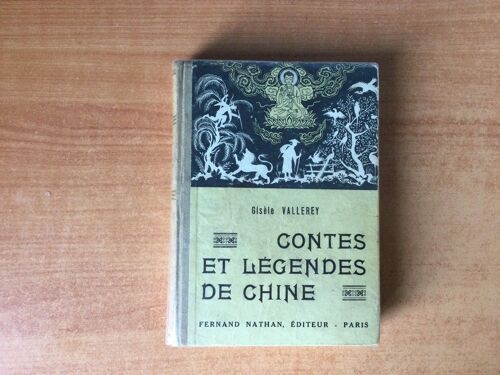 Gisèle VALLEREY
CONTES
ET LÉGENDES
DE CHINE
FERNAND NATHAN, ÉDITEUR - PARIS